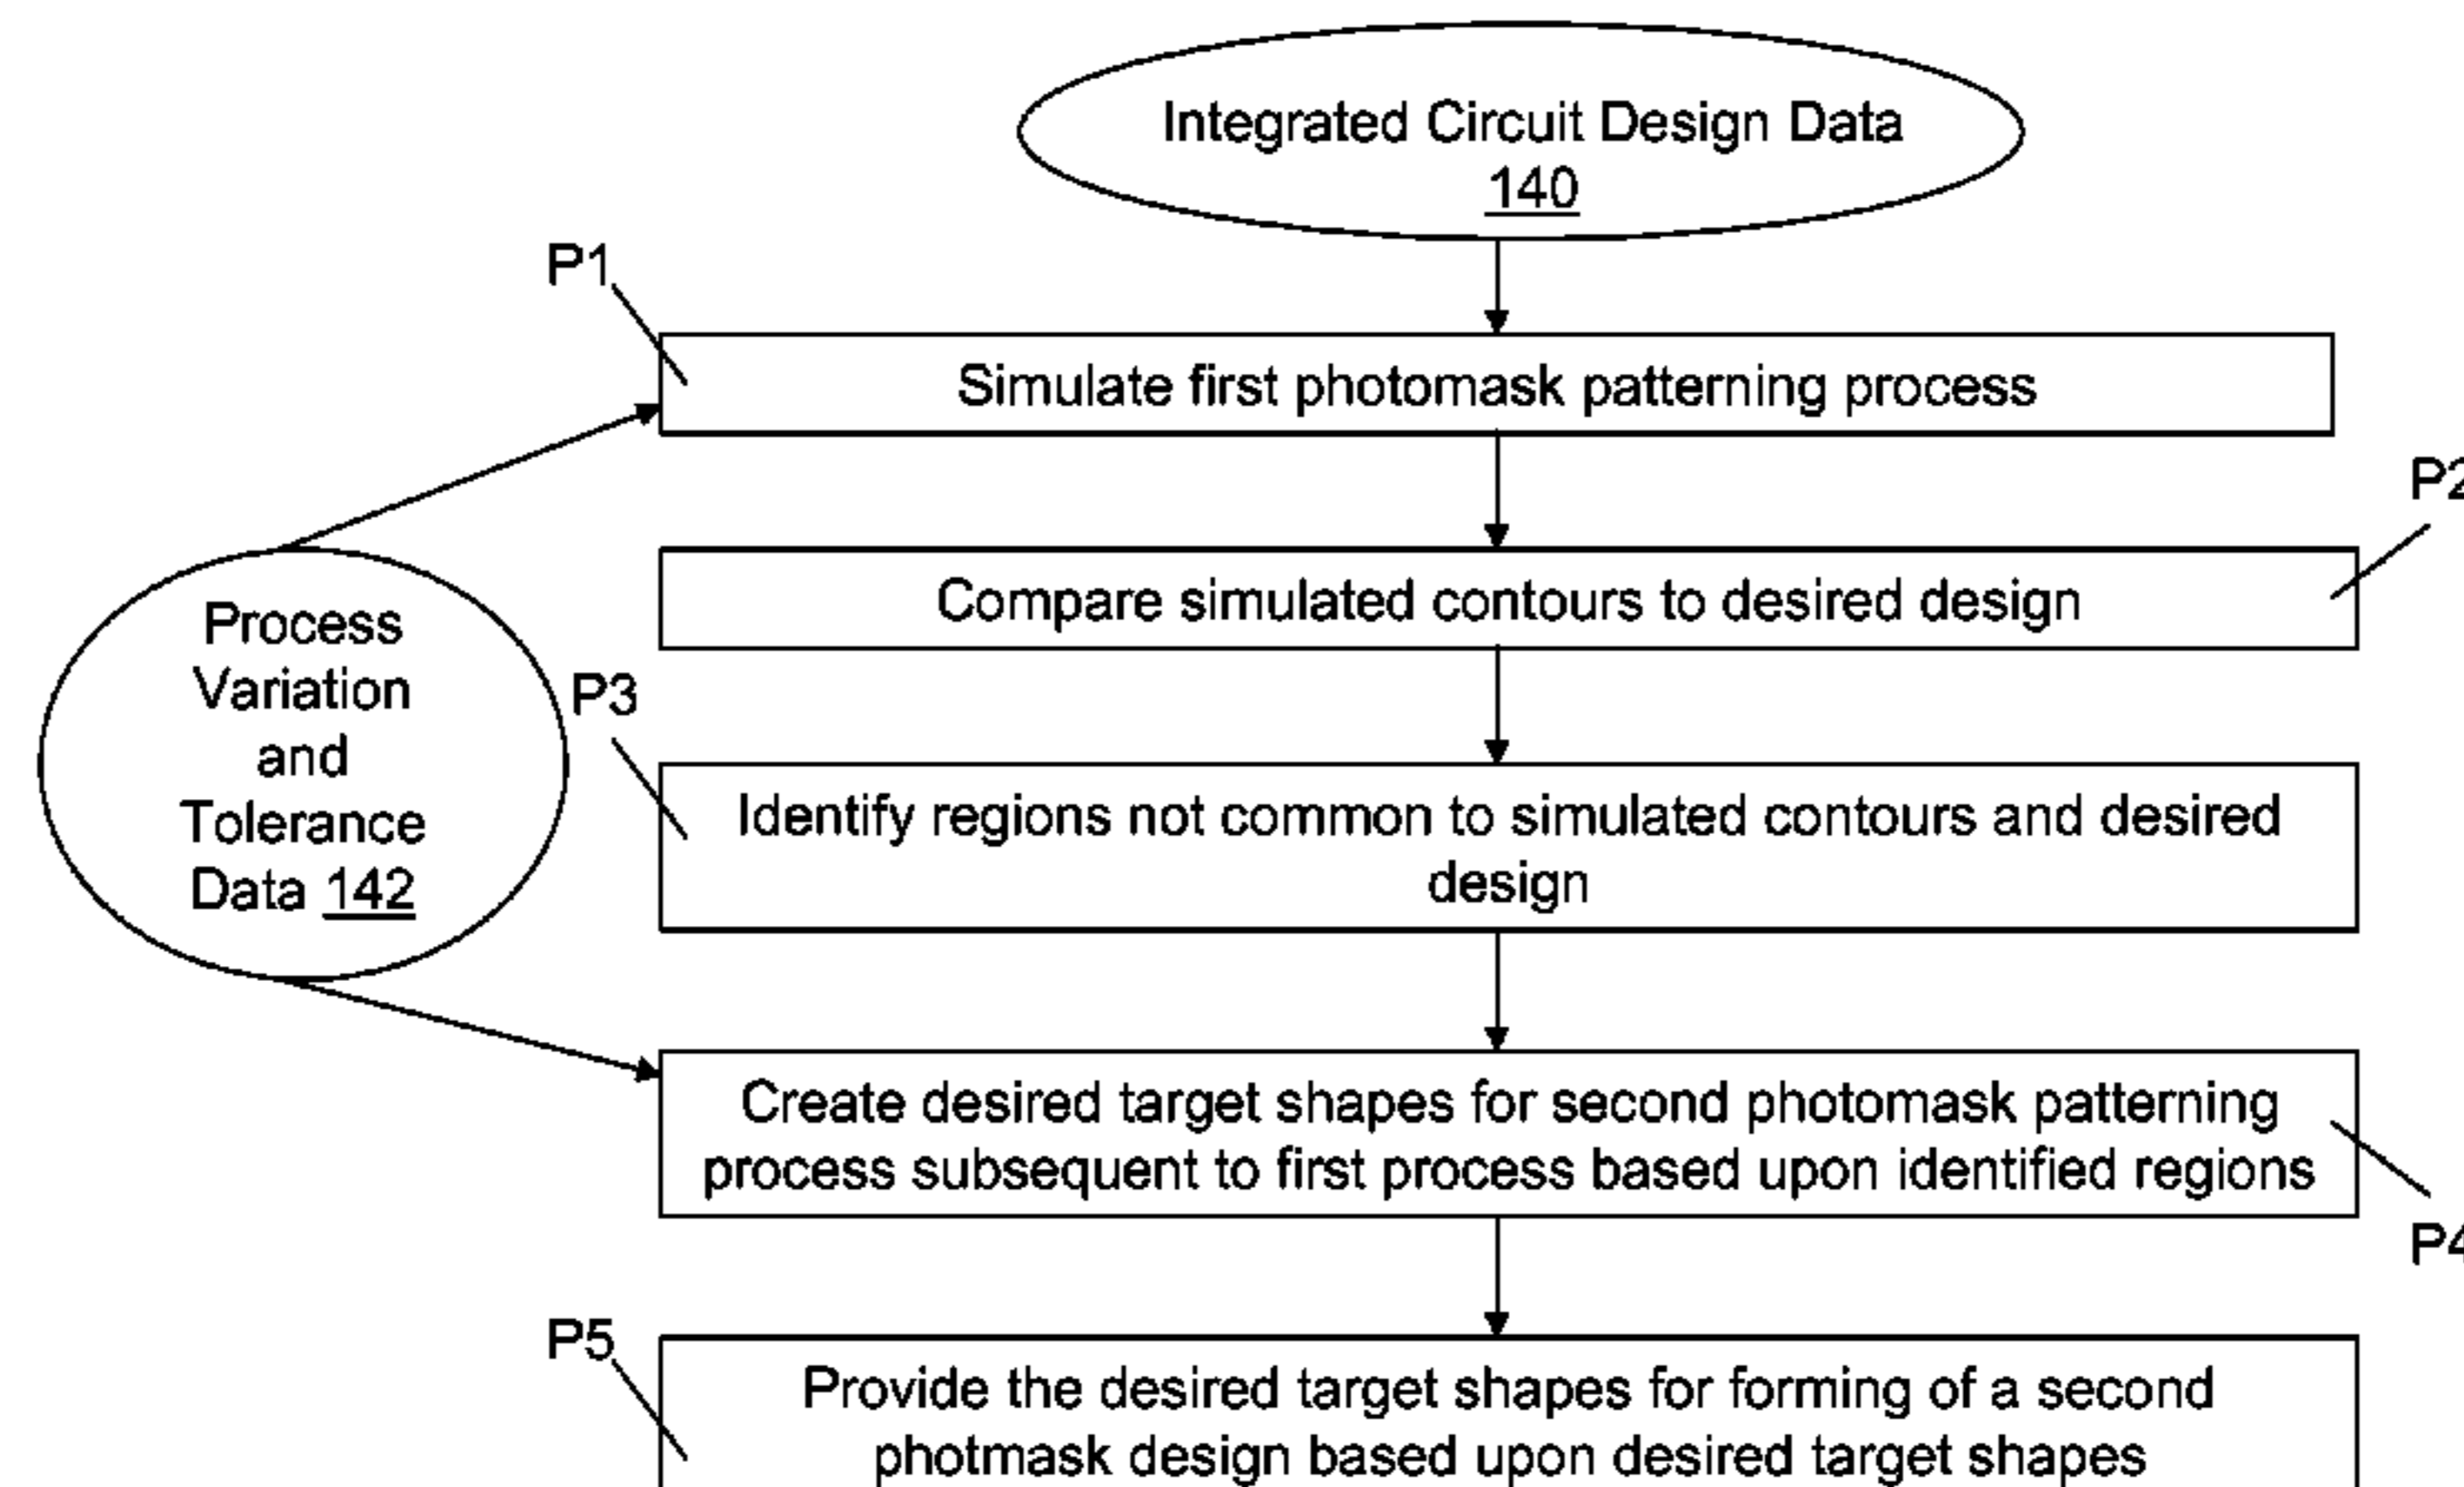 Integrated Circuit Design Data
140
P1
Simulate first photomask patterning process
P2
Compare simulated contours to desired design
Process
Variation
and
Tolerance
Data 142
P3
Identify regions not common to simulated contours and desired
design
Create desired target shapes for second photomask patterning
process subsequent to first process based upon identified regions
P4
P5
Provide the desired target shapes for forming of a second
photmask design based upon desired target shapes